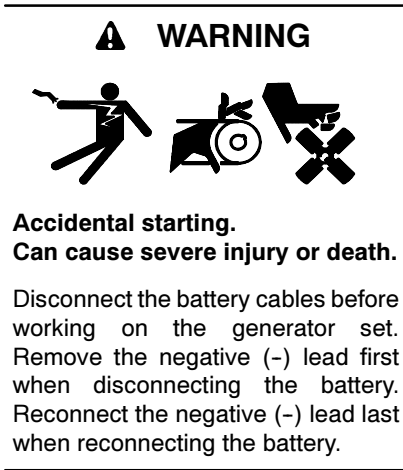 WARNING
Accidental starting.
Can cause severe injury or death.
Disconnect the battery cables before
working on the generator set.
Remove the negative (–) lead first
when disconnecting the battery.
Reconnect the negative (–) lead last
when reconnecting the battery.